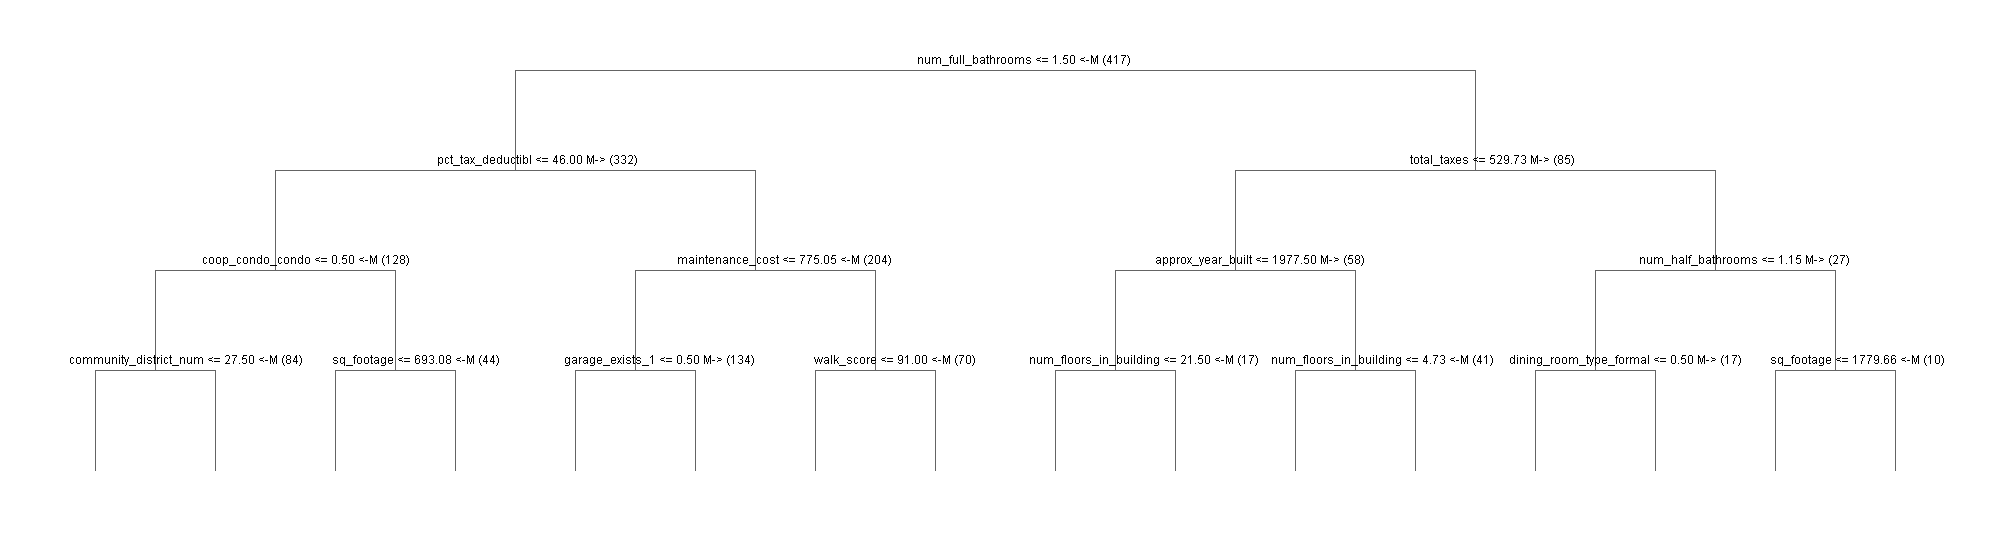 num_full_bathrooms <= 1.50 <-M (417)
pct_tax_deductibl <= 46.00 M-> (332)
total_taxes <= 529.73 M-> (85)
coop_condo_condo <= 0.50 <-M (128)
maintenance_cost <= 775.05 <-M (204)
approx_year_built <= 1977.50 M-> (58)
num_half_bathrooms <= 1.15 M-> (27)
community_district_num <= 27.50 <-M (84)
sq_footage <= 693.08 <-M (44)
garage_exists_1 <= 0.50 M-> (134)
walk_score <= 91.00 <-M (70)
num_floors_in_building <= 21.50 <-M (17)
num_floors_in_building <= 4.73 <-M (41)
dining_room_type_formal <= 0.50 M-> (17)
sq_footage <= 1779.66 <-M (10)